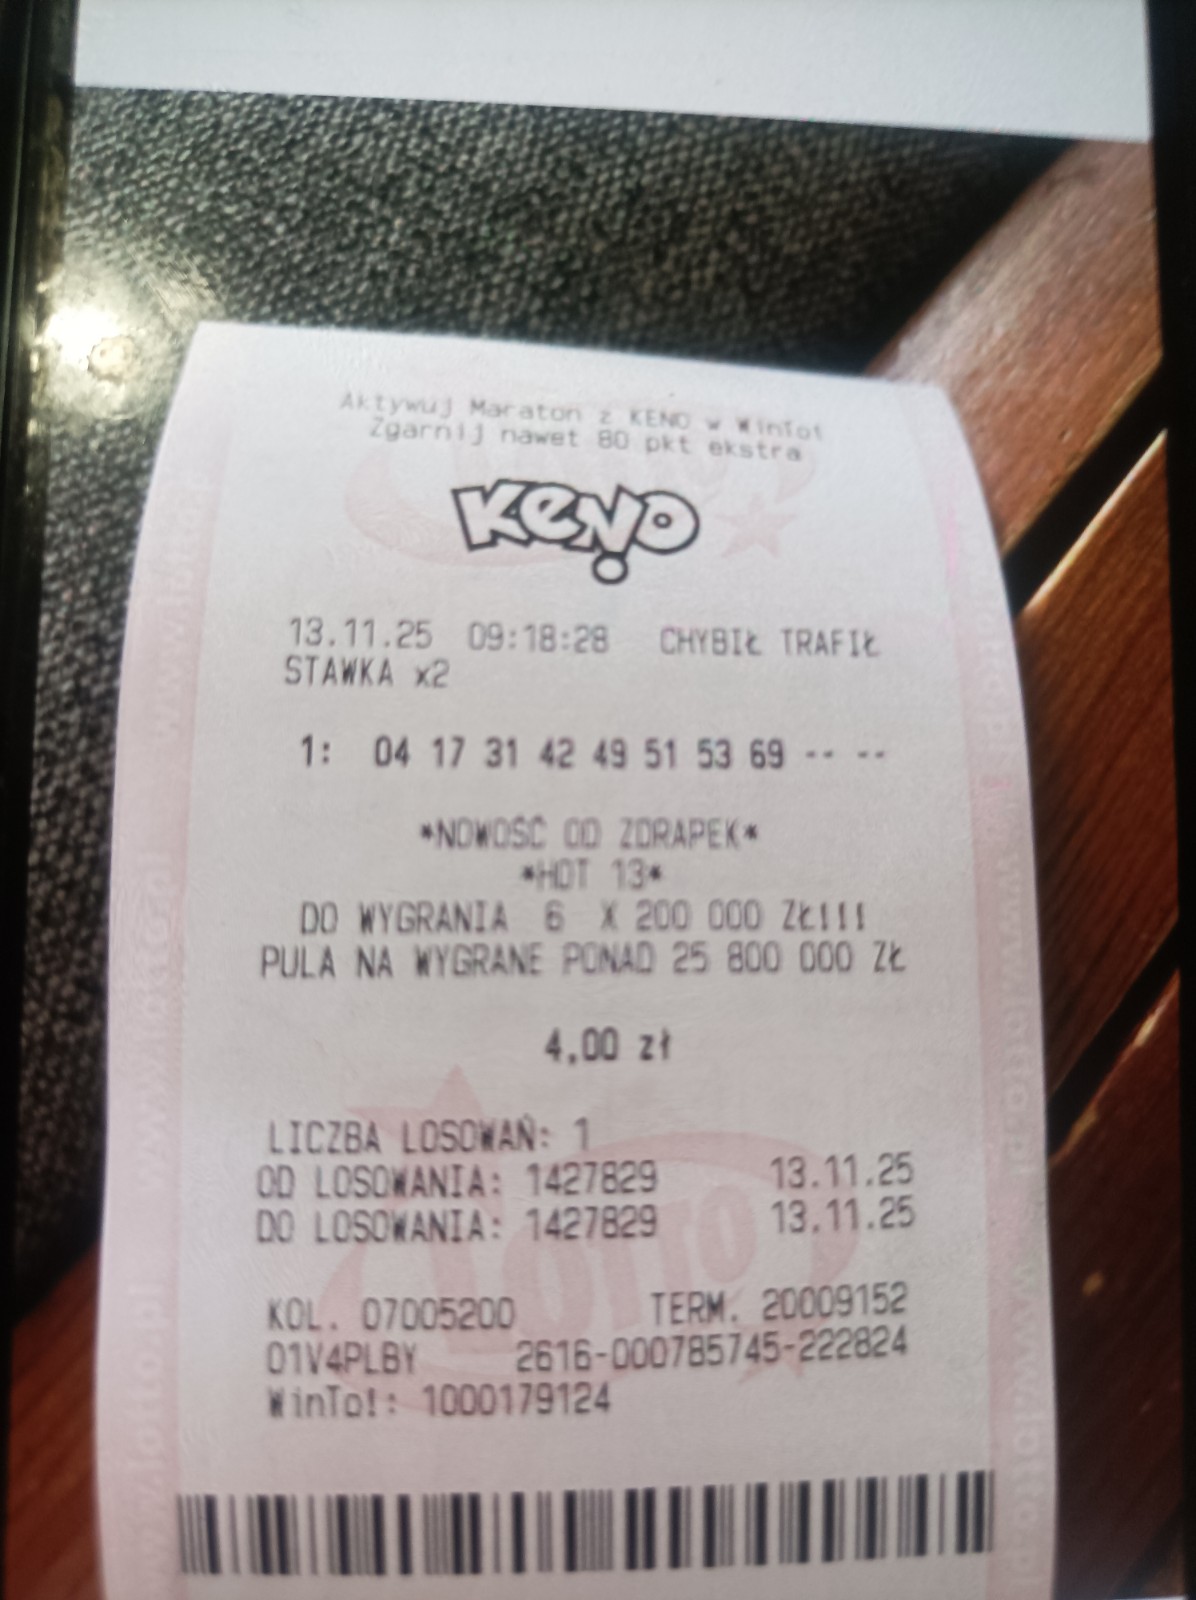 Aktywuj Maraton z KENO w WinTo!
Zgarnij nawet 80 pkt ekstra
KENO
13.11.25 09:18:28 CHYBIŁ TRAFIŁ
STAWKA x2
1: 04 17 31 42 49 51 53 69 -- --
*NOWOŚĆ OD ZDRAPEK*
*HOT 13*
DO WYGRANIA 6 X 200 000 ZŁ!!!
PULA NA WYGRANE PONAD 25 800 000 ZŁ
4,00 zł
LICZBA LOSOWAŃ: 1
OD LOSOWANIA: 1427829 13.11.25
DO LOSOWANIA: 1427829 13.11.25
KOL. 07005200 TERM. 20009152
01V4PLBY 2616-000785745-222824
WinTo!: 1000179124
LOTTO
www.lotto.pl